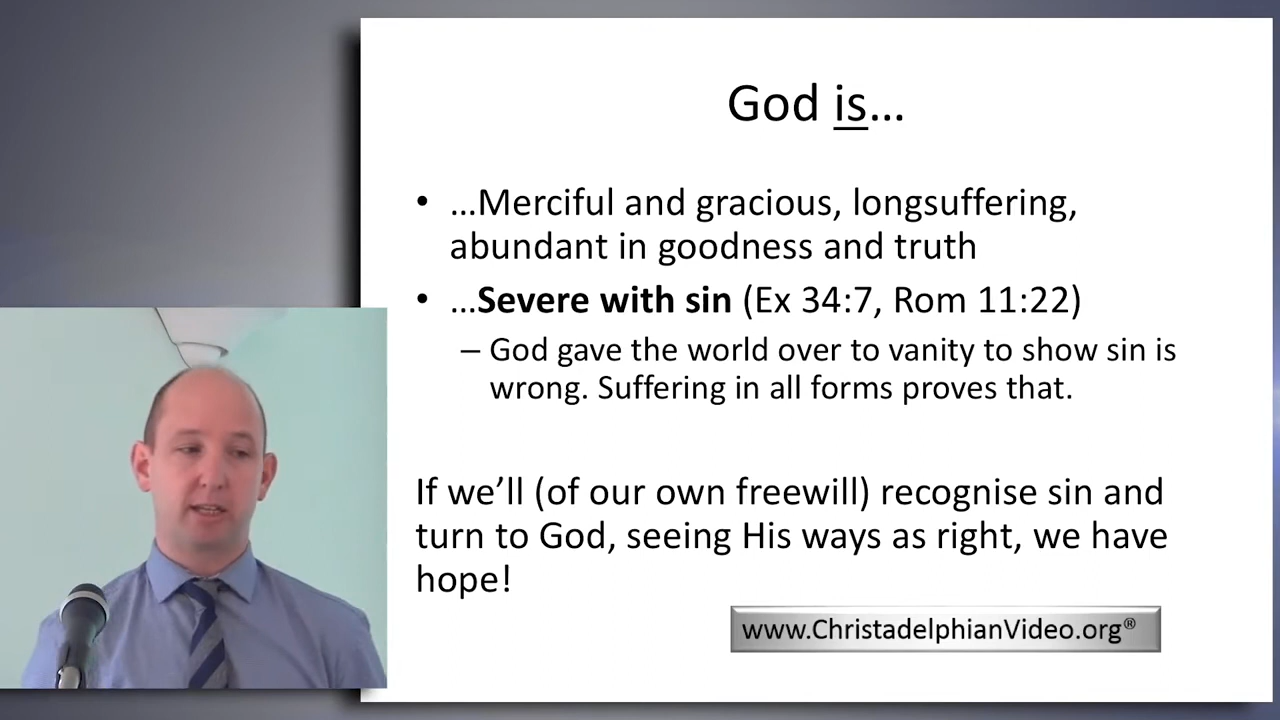 God is...
• ...Merciful and gracious, longsuffering,
abundant in goodness and truth
• ...Severe with sin (Ex 34:7, Rom 11:22)
– God gave the world over to vanity to show sin is
wrong. Suffering in all forms proves that.
If we’ll (of our own freewill) recognise sin and
turn to God, seeing His ways as right, we have
hope!
www.ChristadelphianVideo.org®